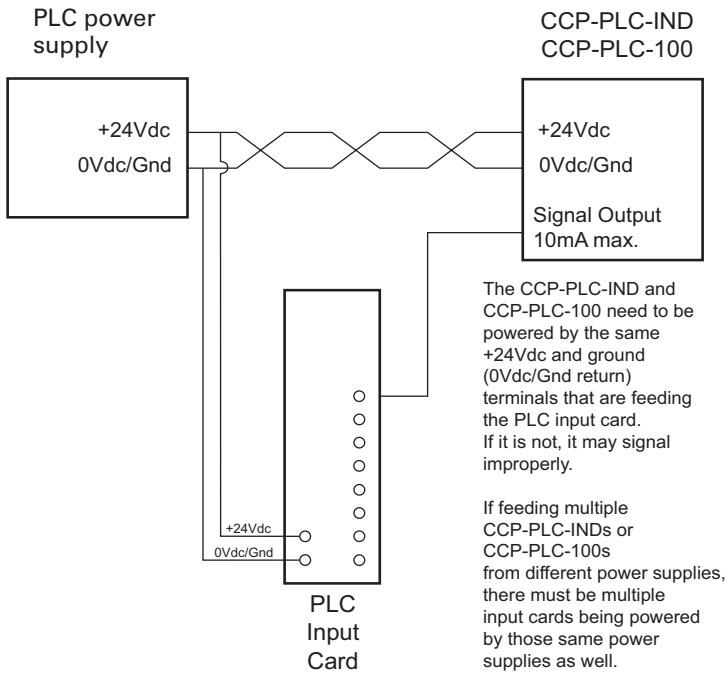 PLC power
supply
CCP-PLC-IND
CCP-PLC-100
+24Vdc
0Vdc/Gnd
+24Vdc
0Vdc/Gnd
Signal Output
10mA max.
The CCP-PLC-IND and
CCP-PLC-100 need to be
powered by the same
+24Vdc and ground
(0Vdc/Gnd return)
terminals that are feeding
the PLC input card.
If it is not, it may signal
improperly.
If feeding multiple
CCP-PLC-INDs or
CCP-PLC-100s
from different power supplies,
there must be multiple
input cards being powered
by those same power
supplies as well.
+24Vdc
0Vdc/Gnd
PLC
Input
Card